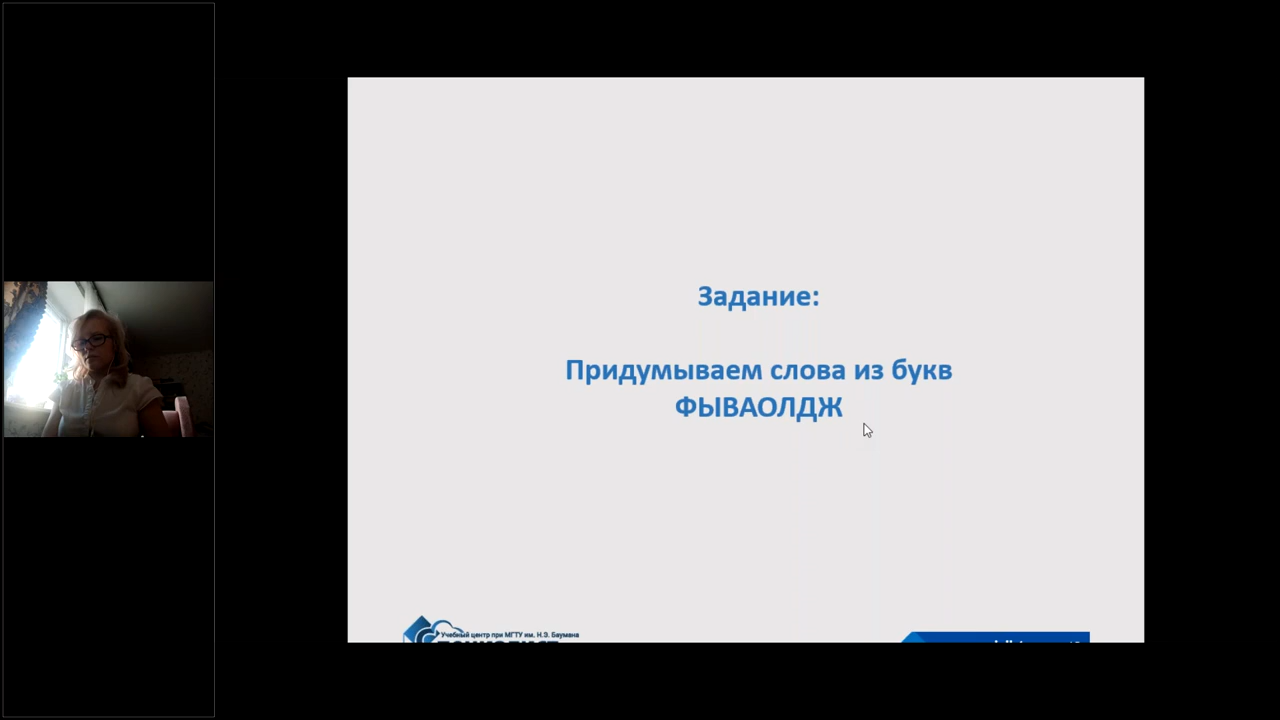 Задание:
Придумываем слова из букв
ФЫВАОЛДЖ
Учебный центр при МГТУ им. Н.Э. Баумана